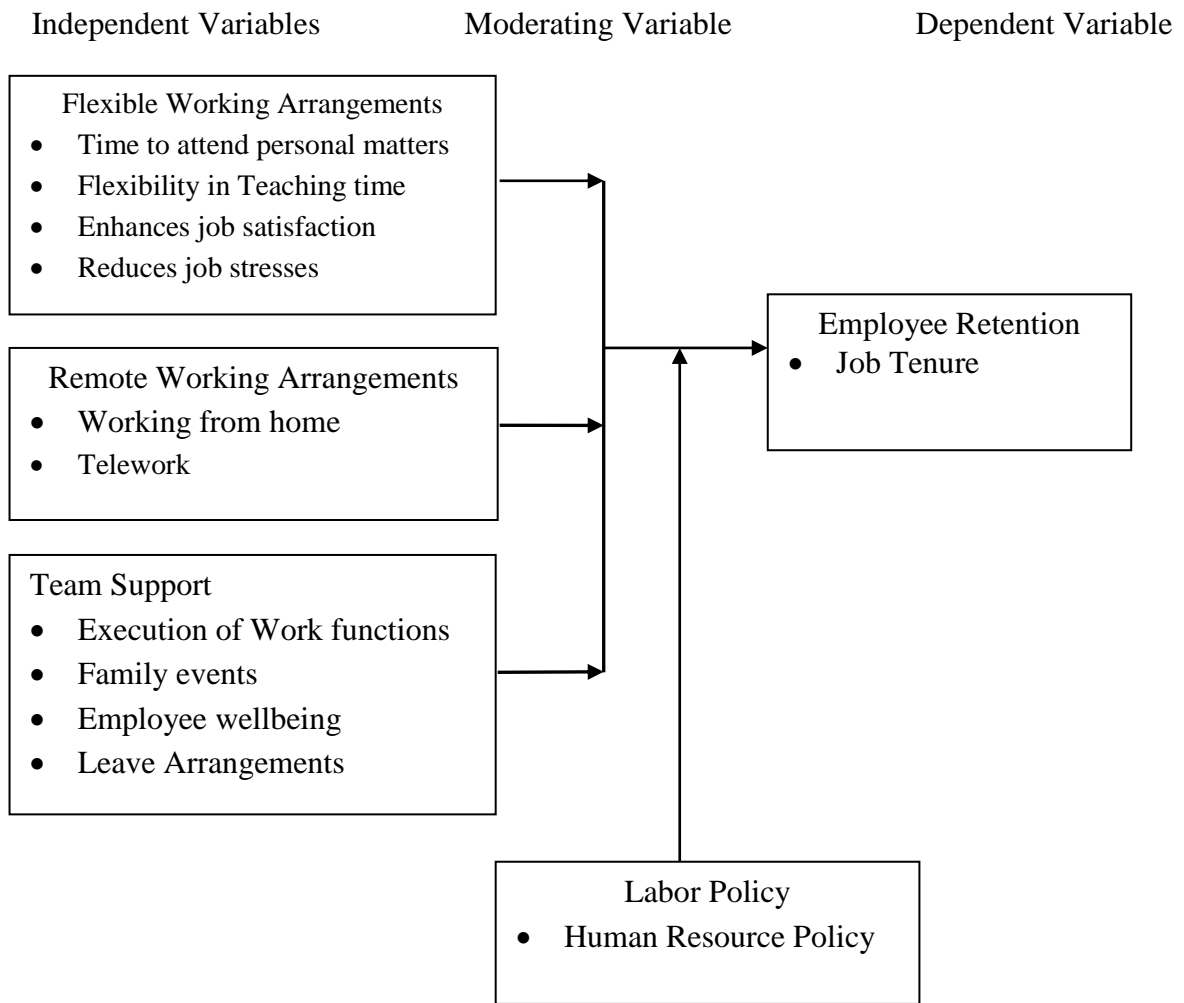 Independent Variables Moderating Variable Dependent Variable
Flexible Working Arrangements
• Time to attend personal matters
• Flexibility in Teaching time
• Enhances job satisfaction
• Reduces job stresses
Remote Working Arrangements
• Working from home
• Telework
Team Support
• Execution of Work functions
• Family events
• Employee wellbeing
• Leave Arrangements
Employee Retention
• Job Tenure
Labor Policy
• Human Resource Policy